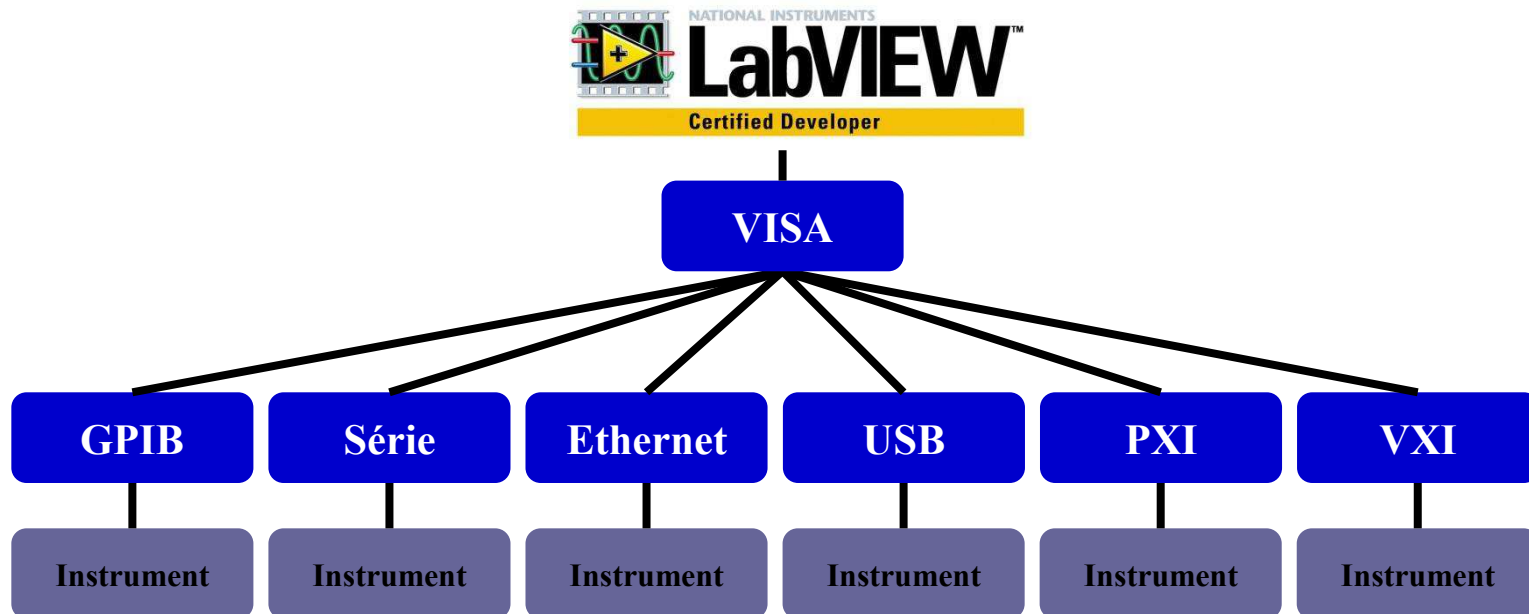 NATIONAL INSTRUMENTS
LabVIEW™
Certified Developer
VISA
GPIB Série Ethernet USB PXI VXI
Instrument Instrument Instrument Instrument Instrument Instrument